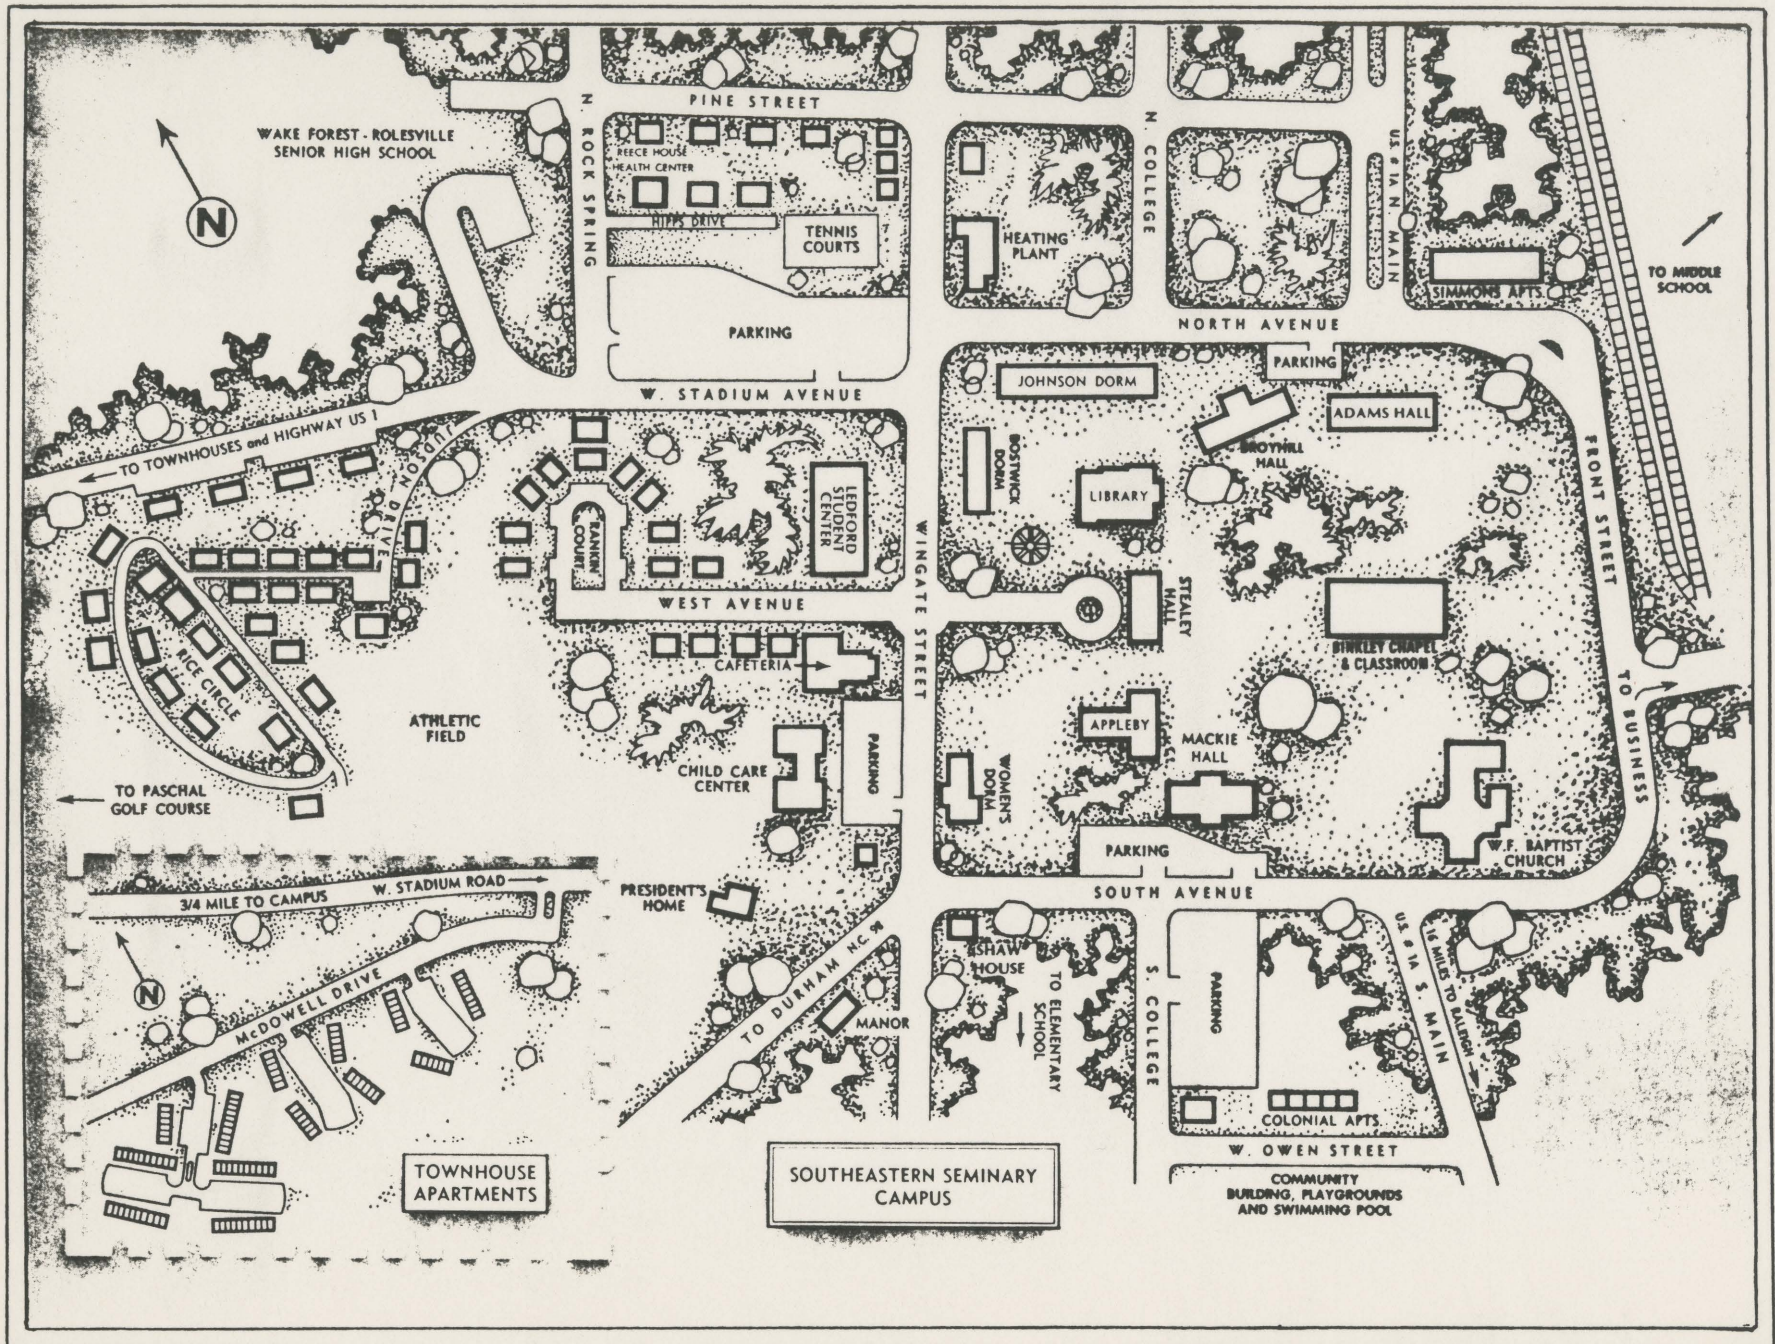 PINE STREET
N. ROCK SPRING
WAKE FOREST - ROLESVILLE
SENIOR HIGH SCHOOL
N
REECE HOUSE
HEALTH CENTER
HIPPS DRIVE
TENNIS
COURTS
PARKING
N. COLLEGE
HEATING
PLANT
U.S. # 1A N. MAIN
SIMMONS APTS.
TO MIDDLE
SCHOOL
NORTH AVENUE
W. STADIUM AVENUE
TO TOWNHOUSES and HIGHWAY US 1
JUDSON DRIVE
RANKIN
COURT
LEDFORD
STUDENT
CENTER
WINGATE STREET
JOHNSON DORM
PARKING
ADAMS HALL
BROYHILL
HALL
BOSTWICK
DORM
LIBRARY
FRONT STREET
WEST AVENUE
STEALEY
HALL
BINKLEY CHAPEL
& CLASSROOM
RICE CIRCLE
CAFETERIA
ATHLETIC
FIELD
CHILD CARE
CENTER
PARKING
WOMEN'S
DORM
APPLEBY
MACKIE
HALL
TO BUSINESS
W.F. BAPTIST
CHURCH
PARKING
TO PASCHAL
GOLF COURSE
SOUTH AVENUE
PRESIDENT'S
HOME
3/4 MILE TO CAMPUS W. STADIUM ROAD
N
McDOWELL DRIVE
TO DURHAM N.C. 98
MANOR
SHAW
HOUSE
TO ELEMENTARY
SCHOOL
S. COLLEGE
PARKING
U.S. # 1A S. MAIN
16 MILES TO RALEIGH
COLONIAL APTS.
W. OWEN STREET
COMMUNITY
BUILDING, PLAYGROUNDS
AND SWIMMING POOL
TOWNHOUSE
APARTMENTS
SOUTHEASTERN SEMINARY
CAMPUS